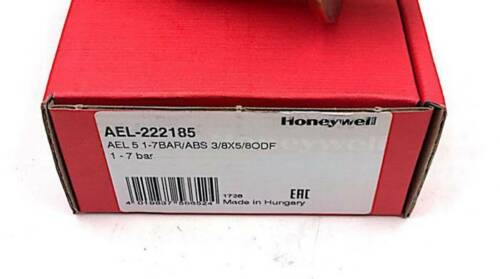 AEL-222185
Honeywell
AEL 5 1-7BAR/ABS 3/8X5/8ODF
1 - 7 bar
1728
EAC
Made in Hungary